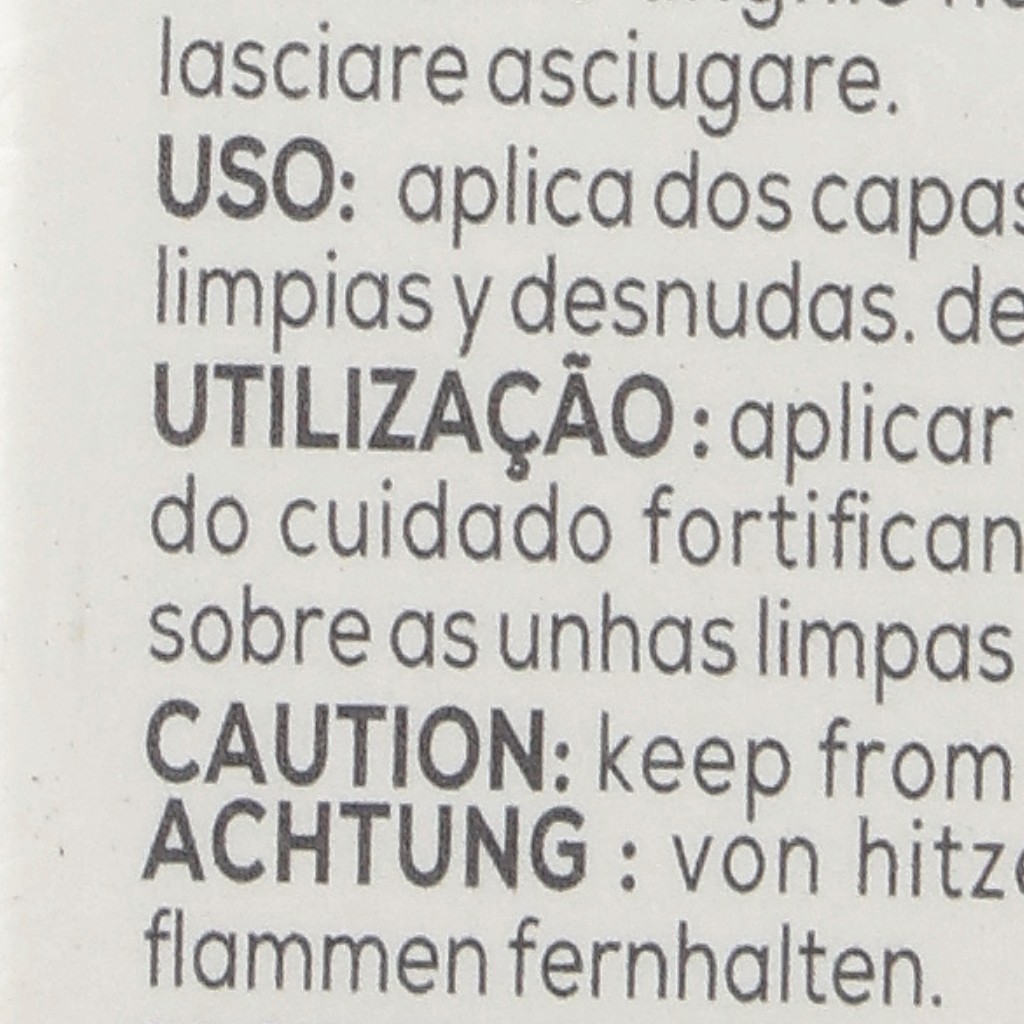 lasciare asciugare.
USO: aplica dos capas
limpias y desnudas. de
UTILIZAÇÃO : aplicar
do cuidado fortifican
sobre as unhas limpas
CAUTION: keep from
ACHTUNG : von hitze
flammen fernhalten.